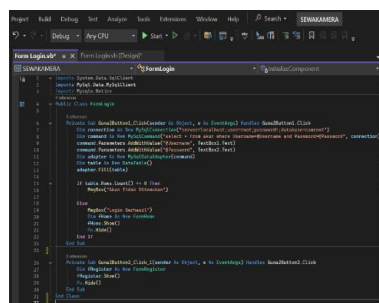 Project Build Debug Test Analyze Tools Extensions Window Help Search SEWAKAMERA
Debug Any CPU Start
Form Login.vb* Form Login.vb [Design]*
SEWAKAMERA FormLogin InitializeComponent
Imports System.Data.SqlClient
Imports MySql.Data.MySqlClient
Imports
Public Class FormLogin
Private Sub Guna2Button1_Click(sender As Object, e As EventArgs) Handles Guna2Button1.Click
Dim connection As New MySqlConnection("server=localhost;user=root;password=;database=
Dim command As New MySqlCommand("select * from akun where Username=@Username and Password=@Password", connection)
command.Parameters.AddWithValue("@Username", TextBox1.Text)
command.Parameters.AddWithValue("@Password", TextBox2.Text)
Dim adapter As New MySqlDataAdapter(command)
Dim table As New DataTable()
adapter.Fill(table)
If table.Rows.Count() <= 0 Then
MsgBox("Akun Tidak Ditemukan")
Else
MsgBox("Login Berhasil")
Dim fHome As New FormHome
fHome.Show()
Me.Hide()
End If
End Sub
Private Sub Guna2Button2_Click_1(sender As Object, e As EventArgs) Handles Guna2Button2.Click
Dim fRegister As New FormRegister
fRegister.Show()
Me.Hide()
End Sub
End Class